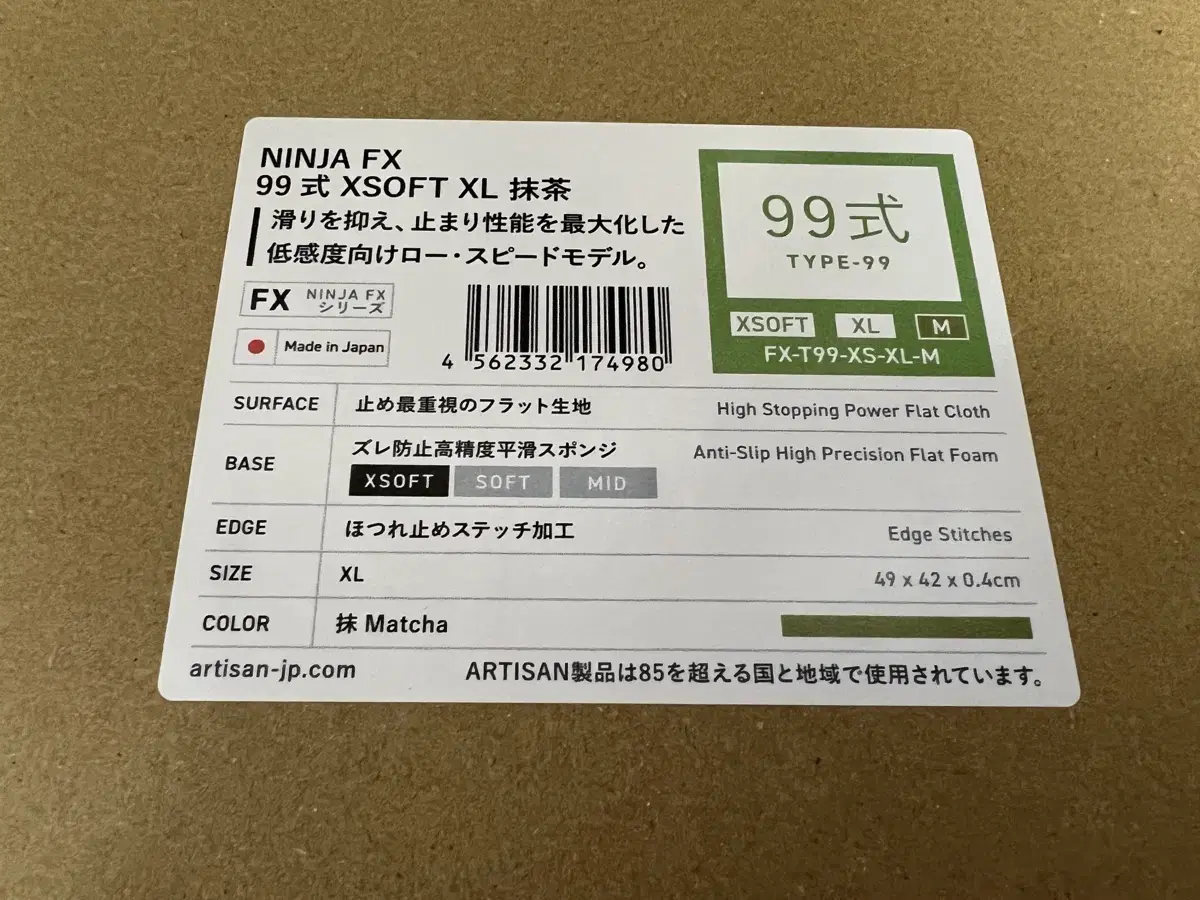 NINJA FX
99 式 XSOFT XL 抹茶
滑りを抑え、止まり性能を最大化した
低感度向けロー・スピードモデル。
FX NINJA FX
シリーズ
Made in Japan
4 562332 174980
99式
TYPE-99
XSOFT XL M
FX-T99-XS-XL-M
SURFACE 止め最重視のフラット生地 High Stopping Power Flat Cloth
BASE ズレ防止高精度平滑スポンジ Anti-Slip High Precision Flat Foam
XSOFT SOFT MID
EDGE ほつれ止めステッチ加工 Edge Stitches
SIZE XL 49 x 42 x 0.4cm
COLOR 抹 Matcha
artisan-jp.com ARTISAN製品は85を超える国と地域で使用されています。